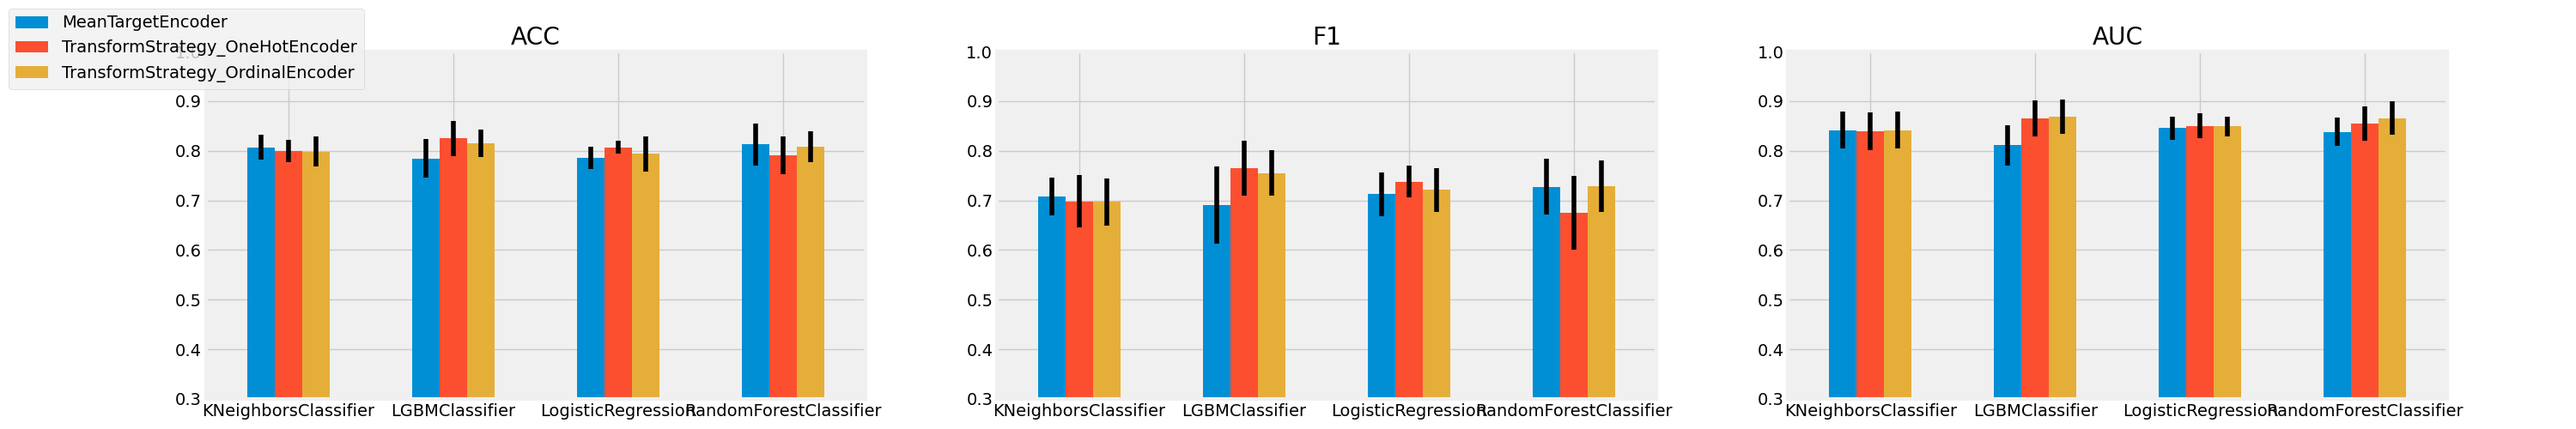 MeanTargetEncoder
TransformStrategy_OneHotEncoder
TransformStrategy_OrdinalEncoder
ACC
1.0
0.9
0.8
0.7
0.6
0.5
0.4
0.3
KNeighborsClassifier LGBMClassifier LogisticRegression RandomForestClassifier
F1
1.0
0.9
0.8
0.7
0.6
0.5
0.4
0.3
KNeighborsClassifier LGBMClassifier LogisticRegression RandomForestClassifier
AUC
1.0
0.9
0.8
0.7
0.6
0.5
0.4
0.3
KNeighborsClassifier LGBMClassifier LogisticRegression RandomForestClassifier